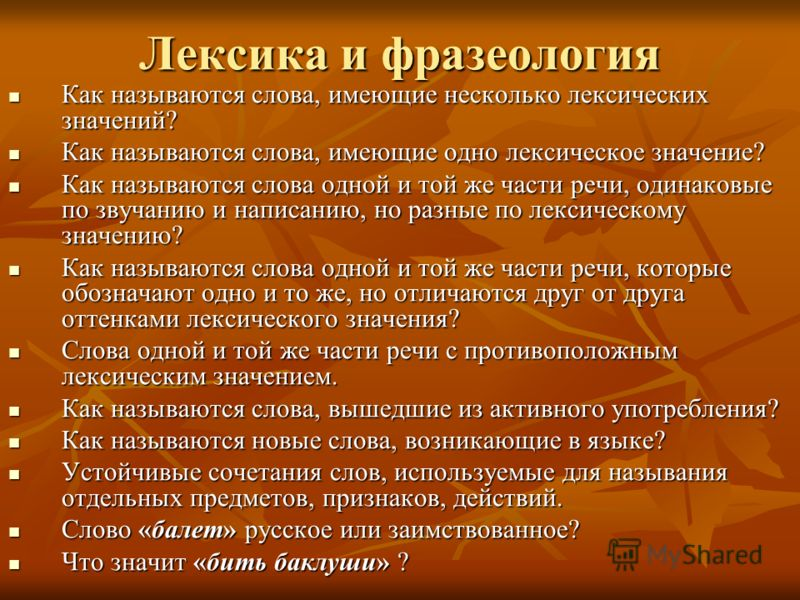 Лексика и фразеология
Как называются слова, имеющие несколько лексических
значений?
Как называются слова, имеющие одно лексическое значение?
Как называются слова одной и той же части речи, одинаковые
по звучанию и написанию, но разные по лексическому
значению?
Как называются слова одной и той же части речи, которые
обозначают одно и то же, но отличаются друг от друга
оттенками лексического значения?
Слова одной и той же части речи с противоположным
лексическим значением.
Как называются слова, вышедшие из активного употребления?
Как называются новые слова, возникающие в языке?
Устойчивые сочетания слов, используемые для называния
отдельных предметов, признаков, действий.
Слово «балет» русское или заимствованное?
Что значит «бить баклуши» ?
MyShared